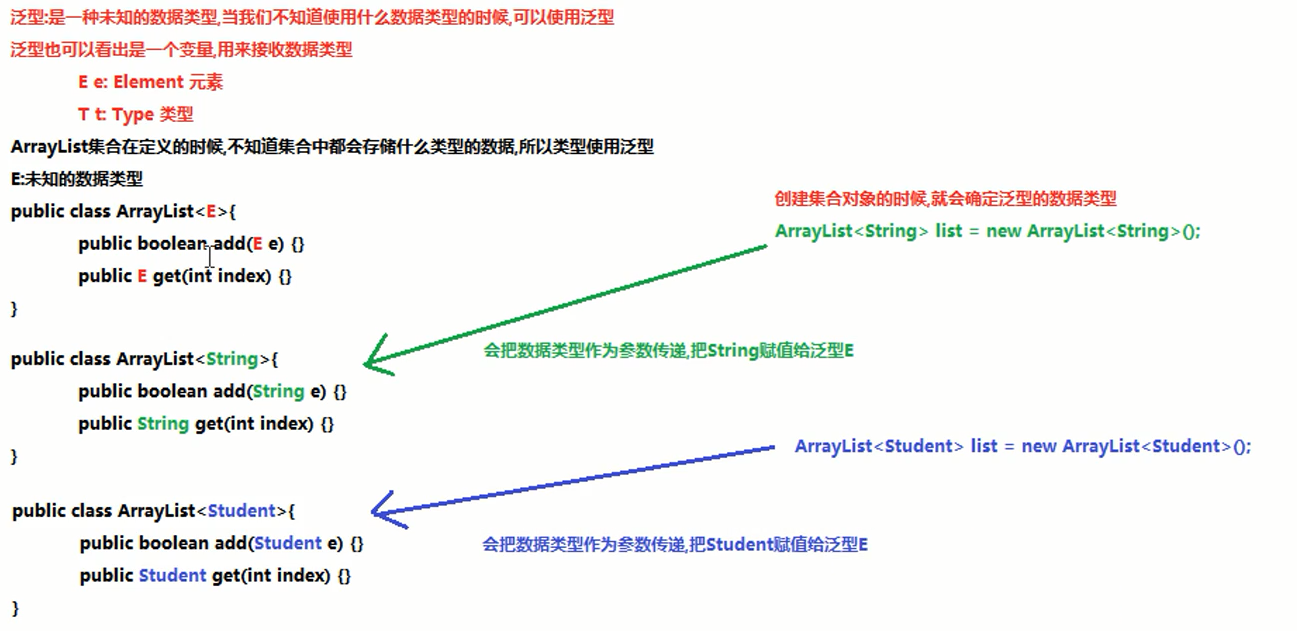 泛型:是一种未知的数据类型,当我们不知道使用什么数据类型的时候,可以使用泛型
泛型也可以看出是一个变量,用来接收数据类型
E e: Element 元素
T t: Type 类型
ArrayList集合在定义的时候,不知道集合中都会存储什么类型的数据,所以类型使用泛型
E:未知的数据类型
public class ArrayList<E>{
public boolean add(E e) {}
public E get(int index) {}
}
创建集合对象的时候,就会确定泛型的数据类型
ArrayList<String> list = new ArrayList<String>();
会把数据类型作为参数传递,把String赋值给泛型E
public class ArrayList<String>{
public boolean add(String e) {}
public String get(int index) {}
}
ArrayList<Student> list = new ArrayList<Student>();
public class ArrayList<Student>{
public boolean add(Student e) {}
会把数据类型作为参数传递,把Student赋值给泛型E
public Student get(int index) {}
}